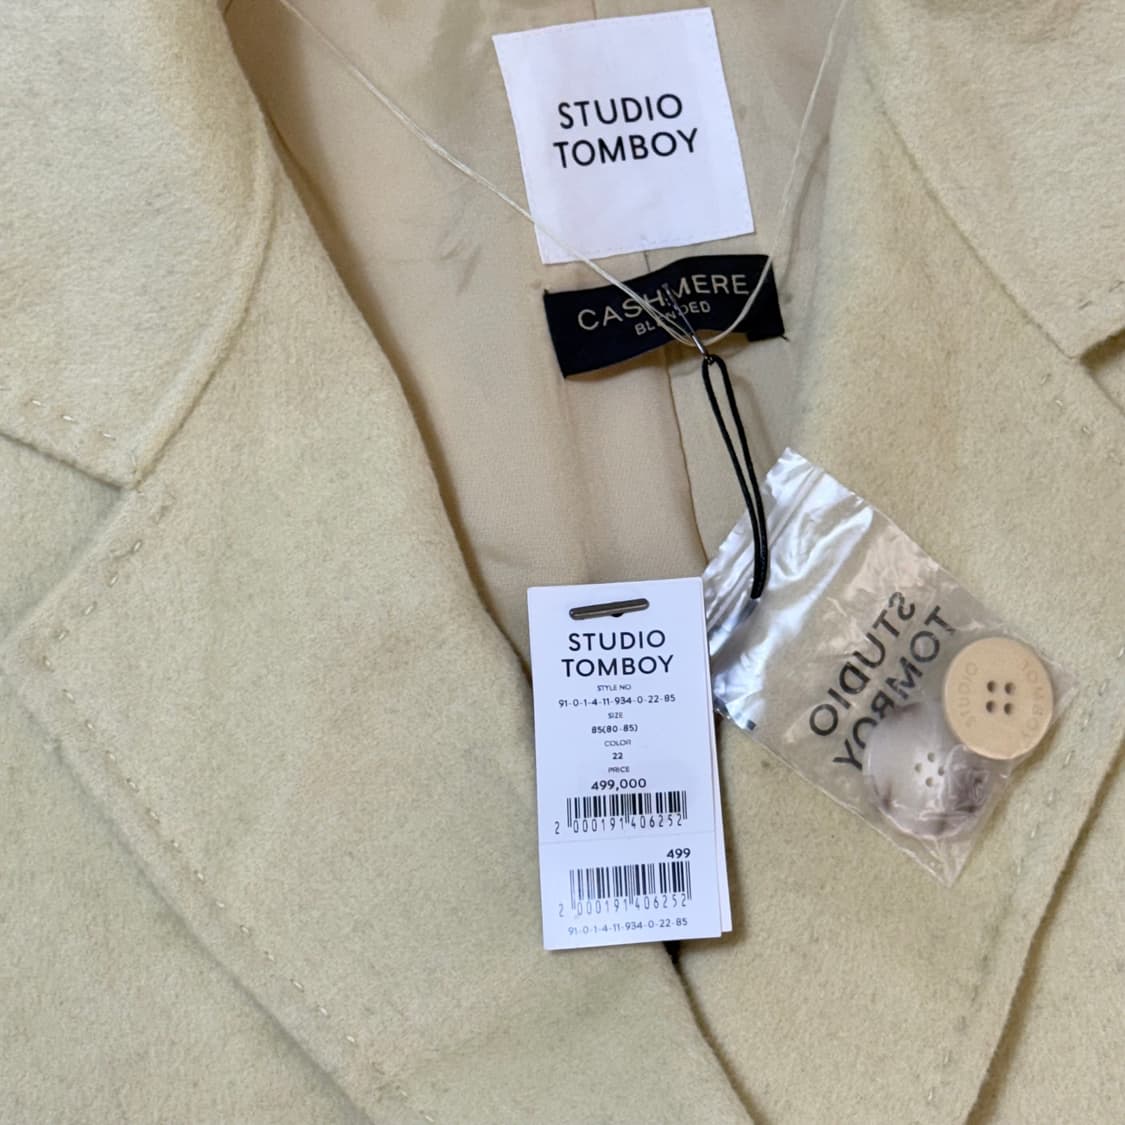 STUDIO
TOMBOY
CASHMERE
BLENDED
STUDIO
TOMBOY
STYLE NO
91-0-1-4-11-934-0-22-85
SIZE
85(80-85)
COLOR
22
PRICE
499,000
2 000191 406252
499
2 000191 406252
91-0-1-4-11-934-0-22-85
STUDIO
TOMBOY
STUDIO
TOMBOY